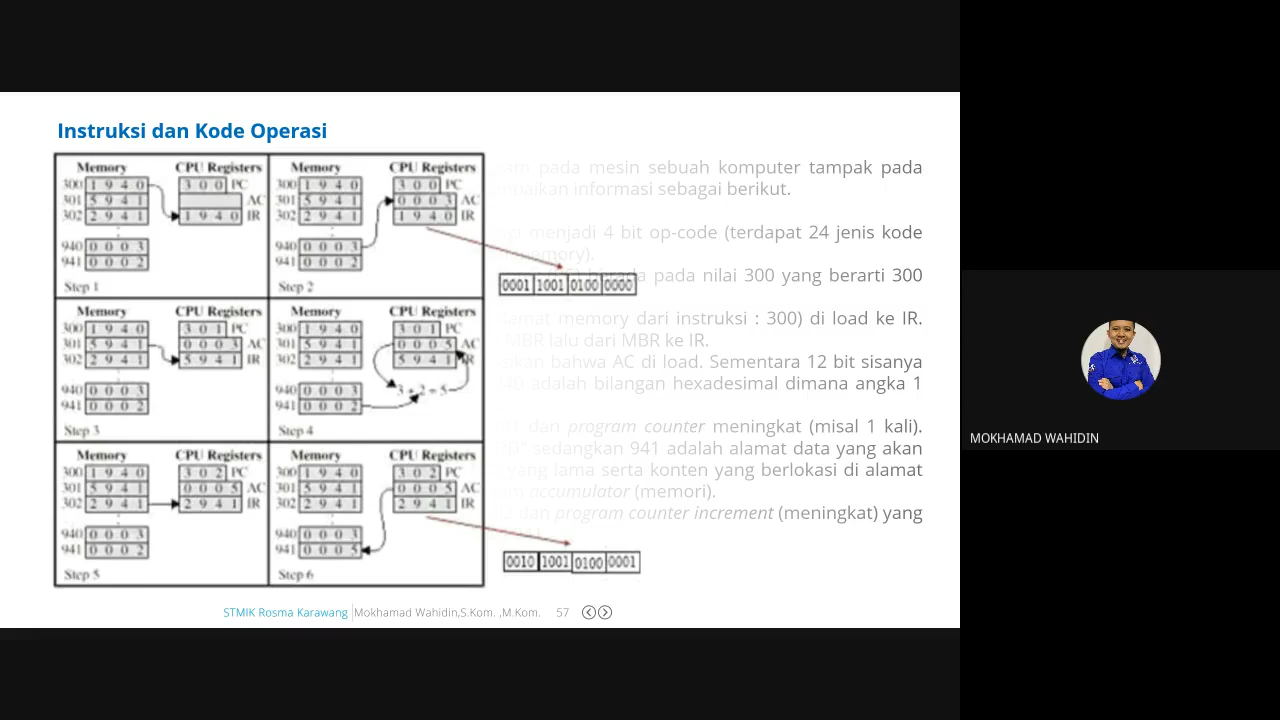 Instruksi dan Kode Operasi
Memory CPU Registers
300 1 9 4 0 3 0 0 PC
301 5 9 4 1 AC
302 2 9 4 1 1 9 4 0 IR
940 0 0 0 3
941 0 0 0 2
Step 1
Memory CPU Registers
300 1 9 4 0 3 0 0 PC
301 5 9 4 1 0 0 0 3 AC
302 2 9 4 1 1 9 4 0 IR
940 0 0 0 3
941 0 0 0 2
Step 2
0001 1001 0100 0000
Memory CPU Registers
300 1 9 4 0 3 0 1 PC
301 5 9 4 1 0 0 0 3 AC
302 2 9 4 1 5 9 4 1 IR
940 0 0 0 3
941 0 0 0 2
Step 3
Memory CPU Registers
300 1 9 4 0 3 0 1 PC
301 5 9 4 1 0 0 0 5 AC
302 2 9 4 1 5 9 4 1 IR
940 0 0 0 3 3 + 2 = 5
941 0 0 0 2
Step 4
Memory CPU Registers
300 1 9 4 0 3 0 2 PC
301 5 9 4 1 0 0 0 5 AC
302 2 9 4 1 2 9 4 1 IR
940 0 0 0 3
941 0 0 0 2
Step 5
Memory CPU Registers
300 1 9 4 0 3 0 2 PC
301 5 9 4 1 0 0 0 5 AC
302 2 9 4 1 2 9 4 1 IR
940 0 0 0 3
941 0 0 0 5
Step 6
0010 1001 0100 0001
pada mesin sebuah komputer tampak pada
informasi sebagai berikut.
menjadi 4 bit op-code (terdapat 24 jenis kode
memory).
pada nilai 300 yang berarti 300
memory dari instruksi : 300) di load ke IR.
MBR lalu dari MBR ke IR.
bahwa AC di load. Sementara 12 bit sisanya
adalah bilangan hexadesimal dimana angka 1
dan program counter meningkat (misal 1 kali).
sedangkan 941 adalah alamat data yang akan
yang lama serta konten yang berlokasi di alamat
accumulator (memori).
dan program counter increment (meningkat) yang
STMIK Rosma Karawang Mokhamad Wahidin,S.Kom. ,M.Kom. 57
MOKHAMAD WAHIDIN